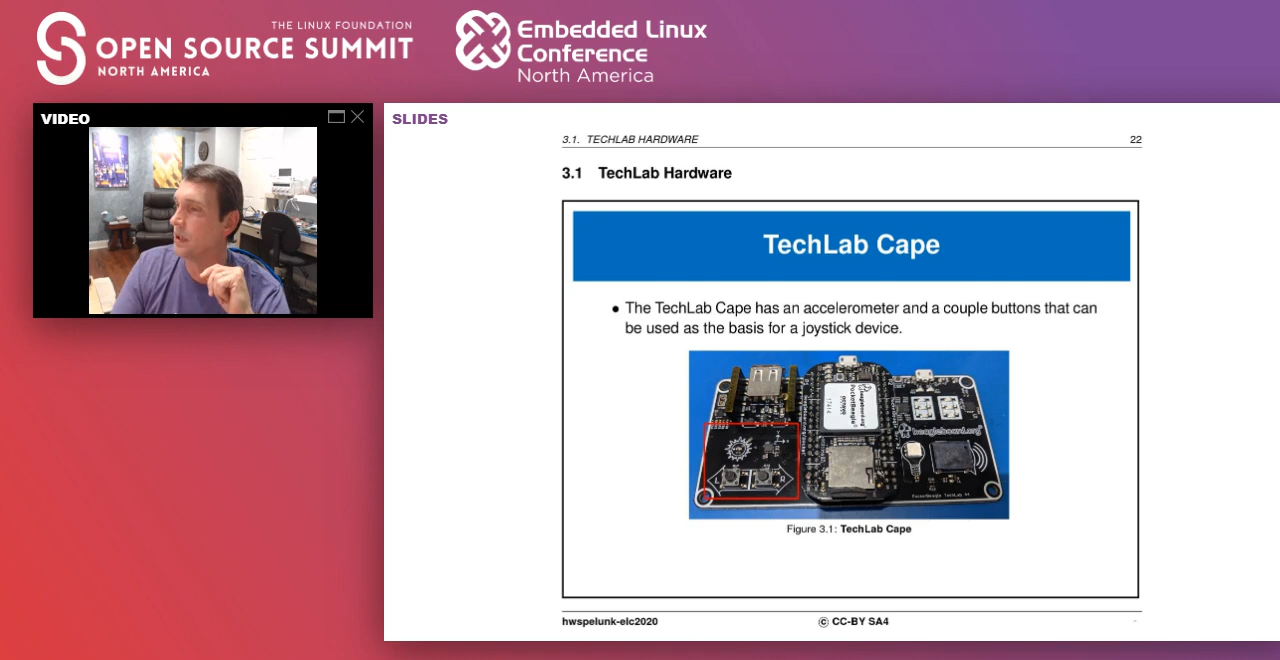 THE LINUX FOUNDATION
OPEN SOURCE SUMMIT
NORTH AMERICA
Embedded Linux
Conference
North America
VIDEO
SLIDES
3.1. TECHLAB HARDWARE 22
3.1 TechLab Hardware
TechLab Cape
• The TechLab Cape has an accelerometer and a couple buttons that can
be used as the basis for a joystick device.
beagleboard.org
PocketBeagle
L
R
PocketBeagle TechLab
Figure 3.1: TechLab Cape
hwspelunk-elc2020 © CC-BY SA4